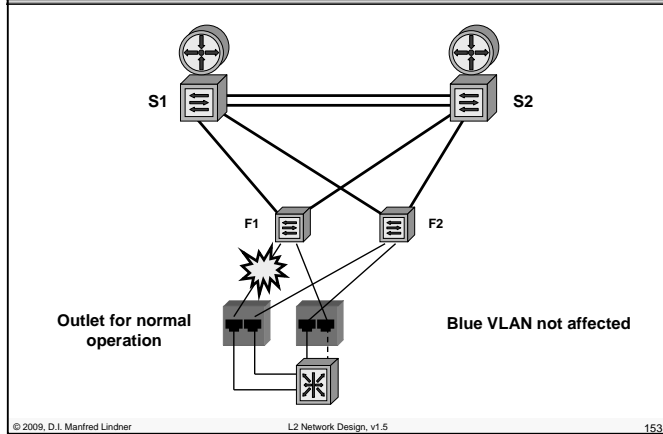 S1
S2
F1
F2
Outlet for normal
operation
Blue VLAN not affected
© 2009, D.I. Manfred Lindner
L2 Network Design, v1.5
153